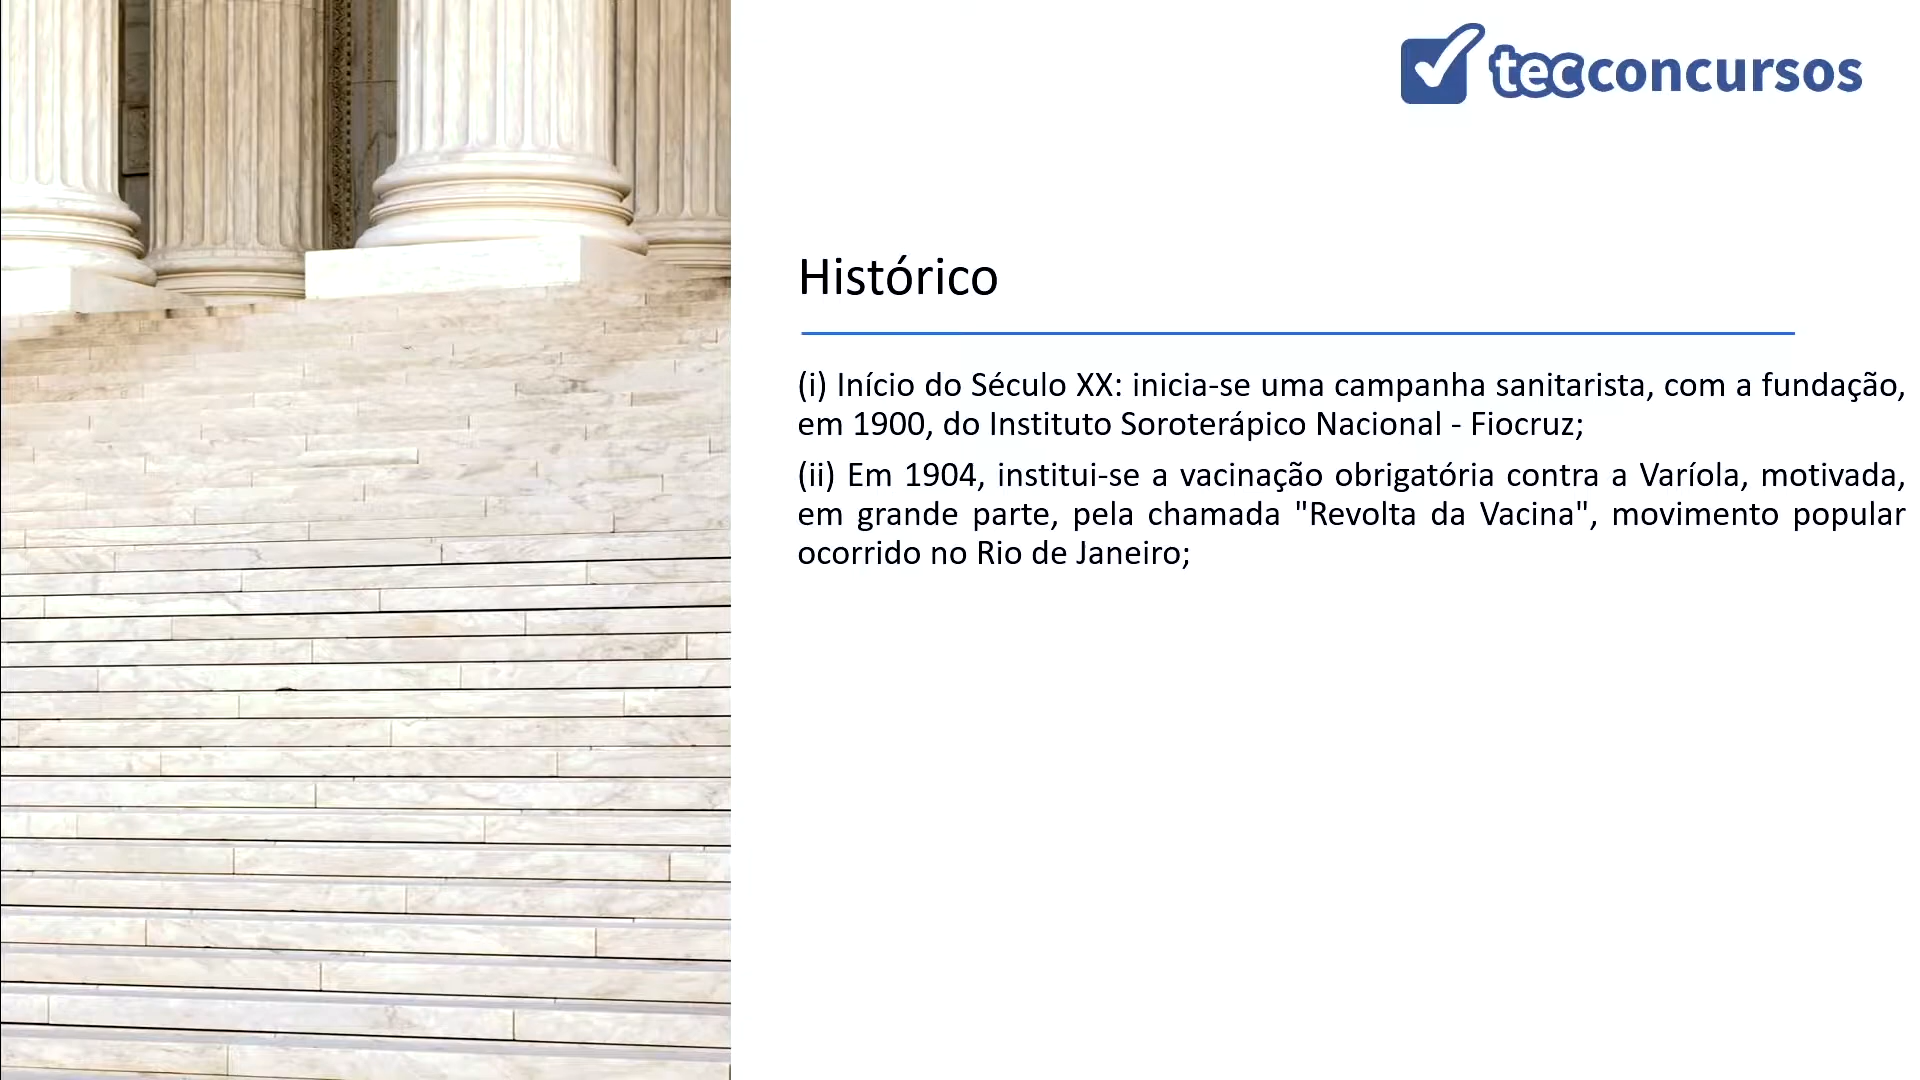 tecconcursos
Histórico
(i) Início do Século XX: inicia-se uma campanha sanitarista, com a fundação,
em 1900, do Instituto Soroterápico Nacional - Fiocruz;
(ii) Em 1904, institui-se a vacinação obrigatória contra a Varíola, motivada,
em grande parte, pela chamada "Revolta da Vacina", movimento popular
ocorrido no Rio de Janeiro;